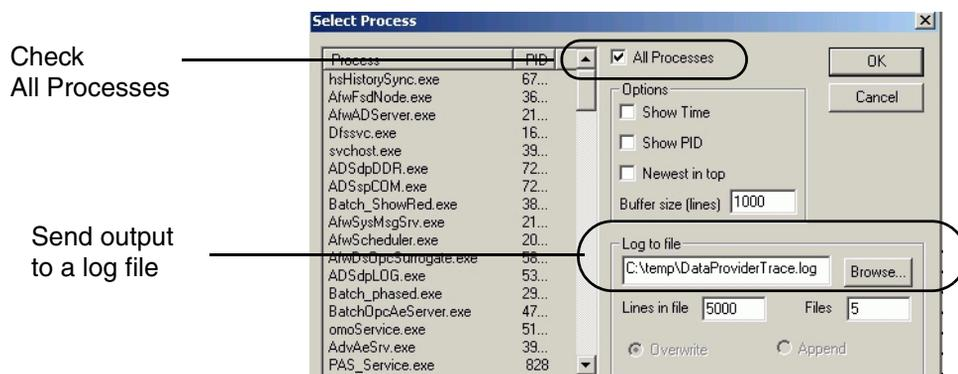 Select Process
Check
All Processes
Process PID
All Processes
OK
Cancel
hsHistorySync.exe 67...
AfwFsdNode.exe 36...
AfwADServer.exe 21...
Dfssvc.exe 16...
svchost.exe 39...
ADSdpDDR.exe 72...
ADSspCOM.exe 72...
Batch_ShowRed.exe 38...
AfwSysMsgSrv.exe 21...
AfwScheduler.exe 20...
AfwDsOpcSurrogate.exe 58...
ADSdpLOG.exe 53...
Batch_phased.exe 29...
BatchOpcAeServer.exe 47...
omoService.exe 51...
AdvAeSrv.exe 39...
PAS_Service.exe 828
Options
Show Time
Show PID
Newest in top
Buffer size (lines) 1000
Send output
to a log file
Log to file
C:\temp\DataProviderTrace.log Browse...
Lines in file 5000 Files 5
Overwrite Append